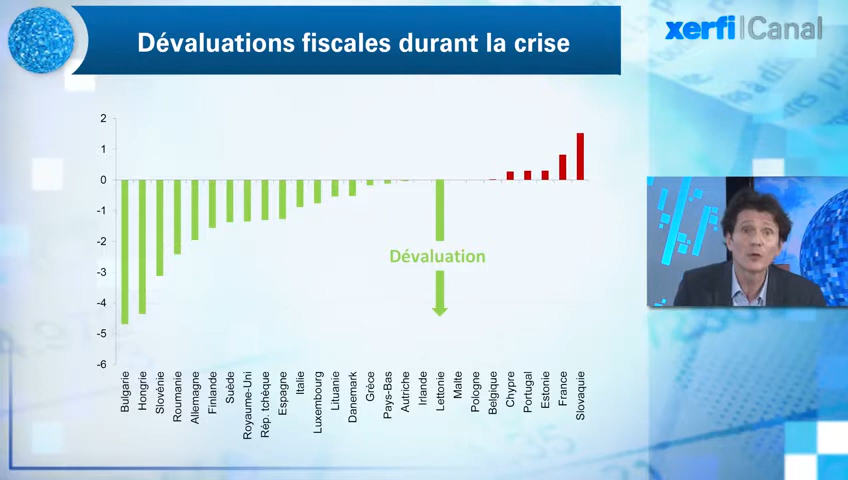 Dévaluations fiscales durant la crise
xerfi|Canal
2
1
0
-1
-2
-3
-4
-5
-6
Dévaluation
Bulgarie
Hongrie
Slovénie
Roumanie
Allemagne
Finlande
Suède
Royaume-Uni
Rép. tchèque
Espagne
Italie
Luxembourg
Lituanie
Danemark
Grèce
Pays-Bas
Autriche
Irlande
Lettonie
Malte
Pologne
Belgique
Chypre
Portugal
Estonie
France
Slovaquie